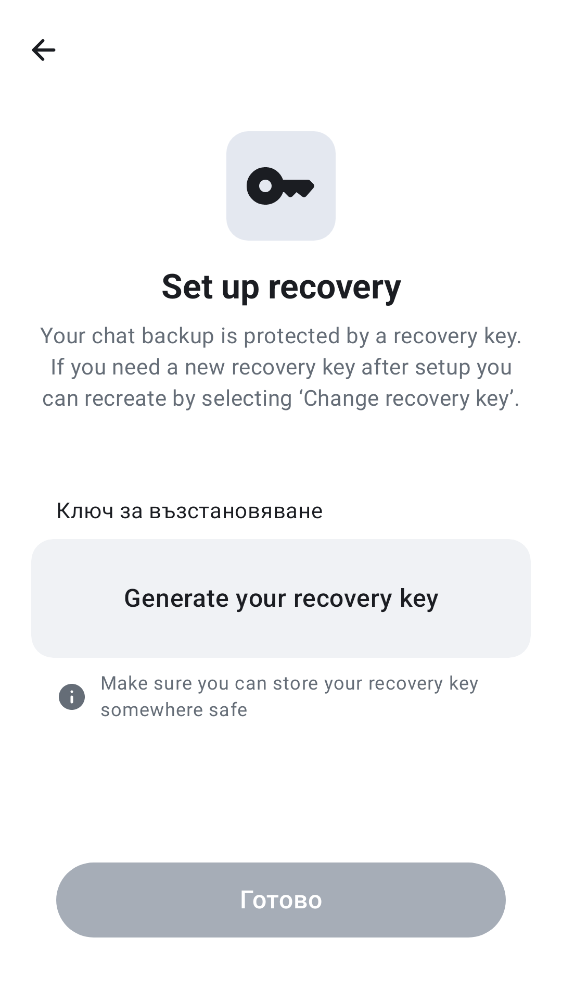 Set up recovery
Your chat backup is protected by a recovery key.
If you need a new recovery key after setup you
can recreate by selecting ‘Change recovery key’.
Ключ за възстановяване
Generate your recovery key
Make sure you can store your recovery key
somewhere safe
Готово